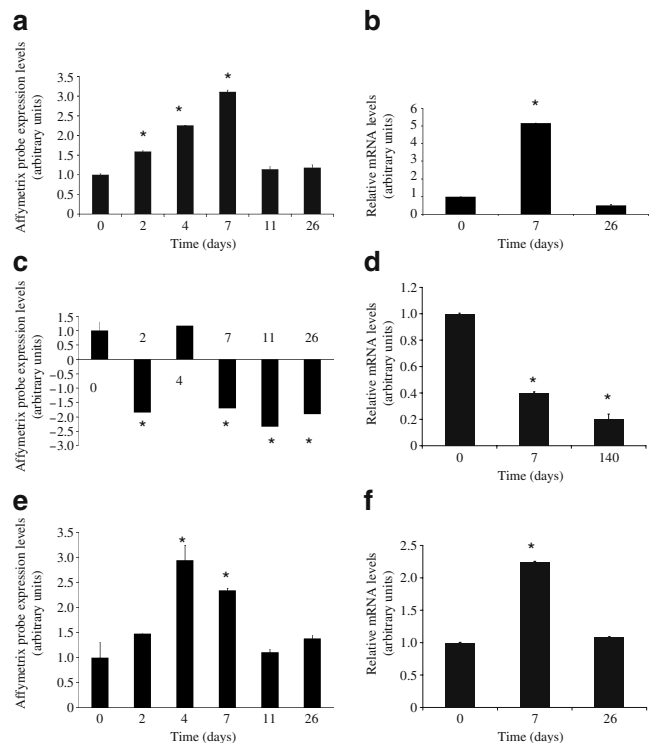 a
Affymetrix probe expression levels
(arbitrary units)
3.5
3.0
2.5
2.0
1.5
1.0
0.5
0
*
*
*
0 2 4 7 11 26
Time (days)
b
Relative mRNA levels
(arbitrary units)
6
5
4
3
2
1
0
*
0 7 26
Time (days)
c
Affymetrix probe expression levels
(arbitrary units)
1.5
1.0
0.5
0
−0.5
−1.0
−1.5
−2.0
−2.5
−3.0
2 7 11 26
0 4
* * * *
d
Relative mRNA levels
(arbitrary units)
1.2
1.0
0.8
0.6
0.4
0.2
0
*
*
0 7 140
Time (days)
e
Affymetrix probe expression levels
(arbitrary units)
3.5
3.0
2.5
2.0
1.5
1.0
0.5
0
*
*
0 2 4 7 11 26
Time (days)
f
Relative mRNA levels
(arbitrary units)
2.5
2.0
1.5
1.0
0.5
0
*
0 7 26
Time (days)